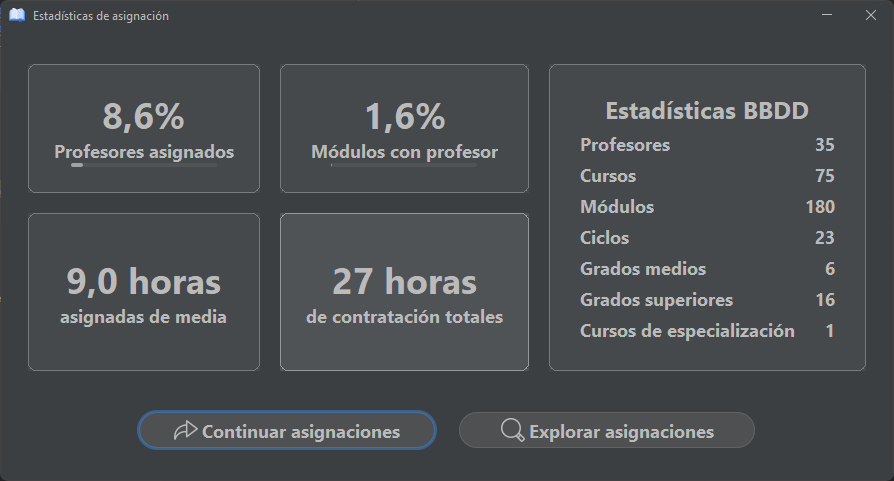 Estadísticas de asignación
8,6%
Profesores asignados
1,6%
Módulos con profesor
9,0 horas
asignadas de media
27 horas
de contratación totales
Estadísticas BBDD
Profesores 35
Cursos 75
Módulos 180
Ciclos 23
Grados medios 6
Grados superiores 16
Cursos de especialización 1
Continuar asignaciones
Explorar asignaciones